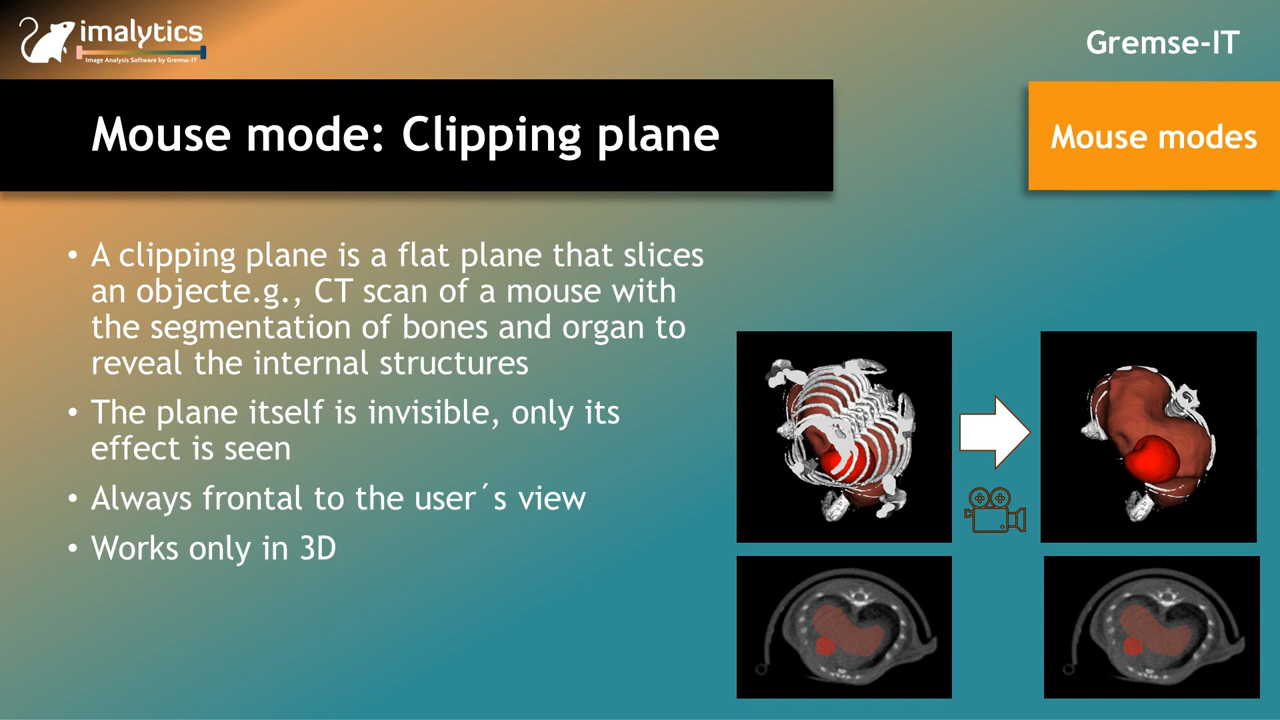 imalytics
Image Analysis Software by Gremse-IT
Gremse-IT
Mouse mode: Clipping plane
Mouse modes
• A clipping plane is a flat plane that slices
an objecte.g., CT scan of a mouse with
the segmentation of bones and organ to
reveal the internal structures
• The plane itself is invisible, only its
effect is seen
• Always frontal to the user´s view
• Works only in 3D